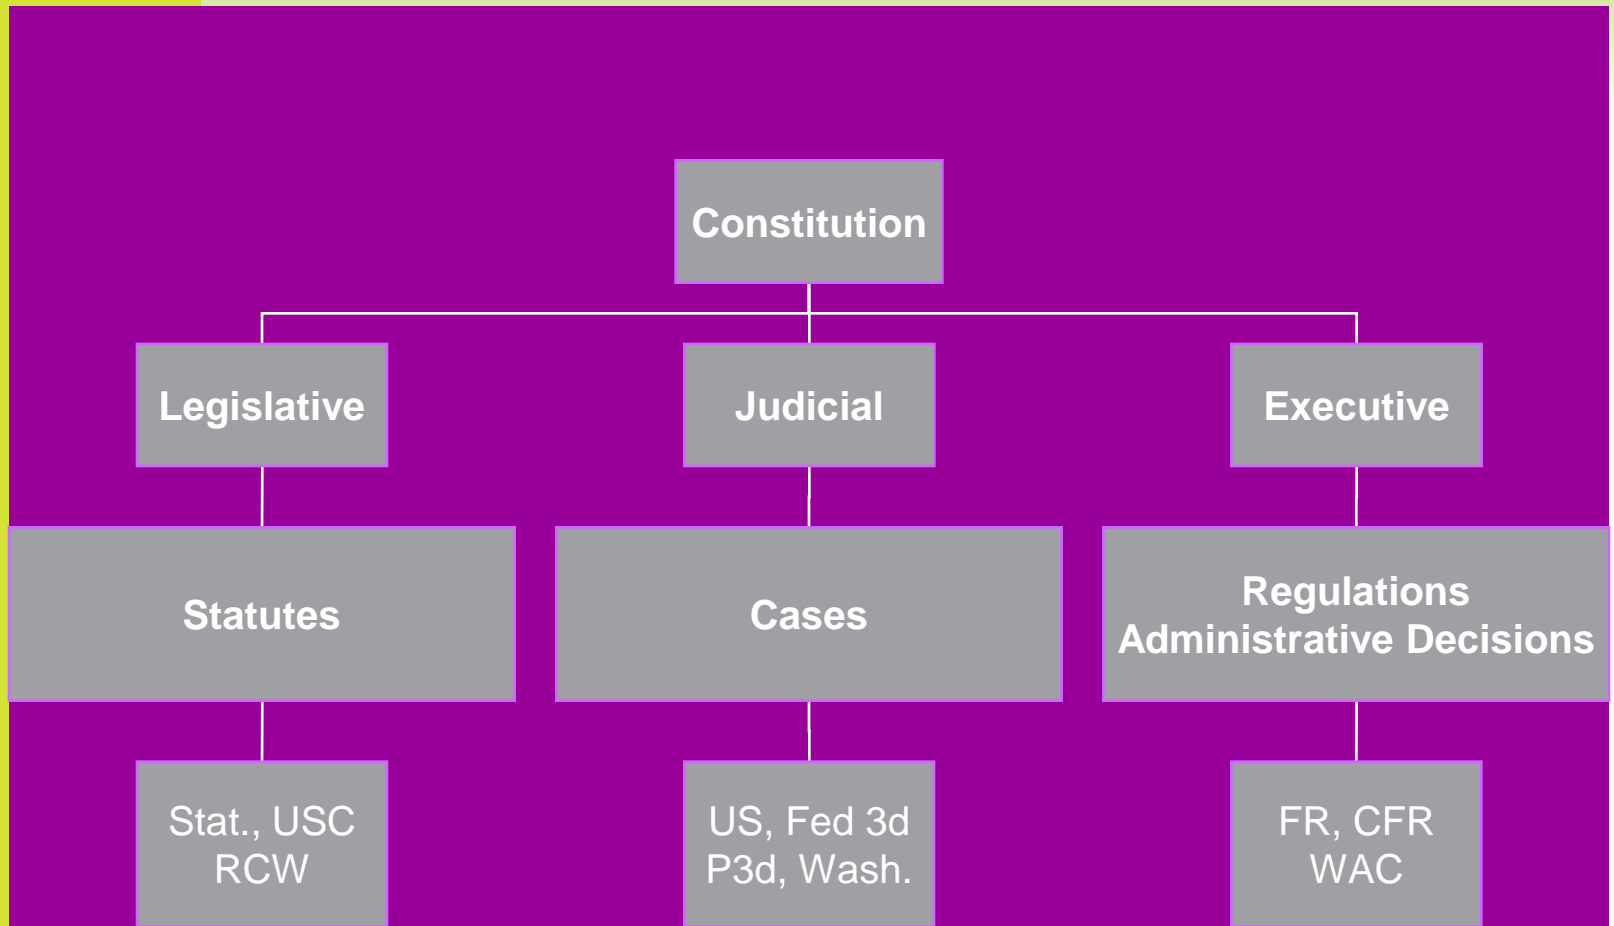 Constitution
Legislative
Judicial
Executive
Statutes
Cases
Regulations
Administrative Decisions
Stat., USC
RCW
US, Fed 3d
P3d, Wash.
FR, CFR
WAC